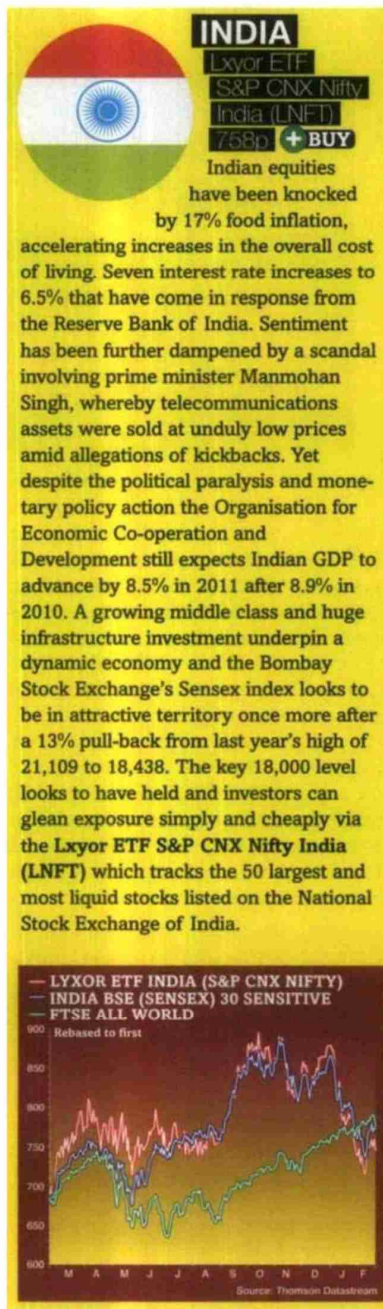 INDIA
Lxyor ETF
S&P CNX Nifty
India (LNFT)
758p + BUY
Indian equities
have been knocked
by 17% food inflation,
accelerating increases in the overall cost
of living. Seven interest rate increases to
6.5% that have come in response from
the Reserve Bank of India. Sentiment
has been further dampened by a scandal
involving prime minister Manmohan
Singh, whereby telecommunications
assets were sold at unduly low prices
amid allegations of kickbacks. Yet
despite the political paralysis and mone-
tary policy action the Organisation for
Economic Co-operation and
Development still expects Indian GDP to
advance by 8.5% in 2011 after 8.9% in
2010. A growing middle class and huge
infrastructure investment underpin a
dynamic economy and the Bombay
Stock Exchange's Sensex index looks to
be in attractive territory once more after
a 13% pull-back from last year's high of
21,109 to 18,438. The key 18,000 level
looks to have held and investors can
glean exposure simply and cheaply via
the Lxyor ETF S&P CNX Nifty India
(LNFT) which tracks the 50 largest and
most liquid stocks listed on the National
Stock Exchange of India.
LYXOR ETF INDIA (S&P CNX NIFTY)
INDIA BSE (SENSEX) 30 SENSITIVE
FTSE ALL WORLD
900 Rebased to first
850
800
750
700
650
600
M A M J J A S O N D J F
Source: Thomson Datastream